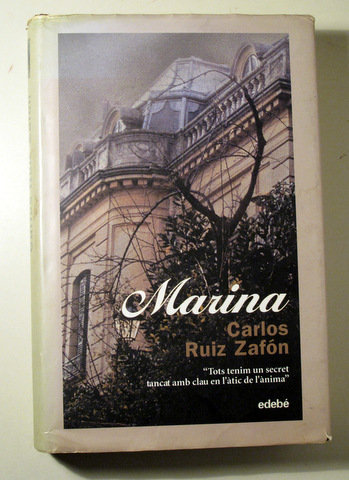 Marina
Carlos
Ruiz Zafón
“Tots tenim un secret
tancat amb clau en l'àtic de l'ànima”
edebé